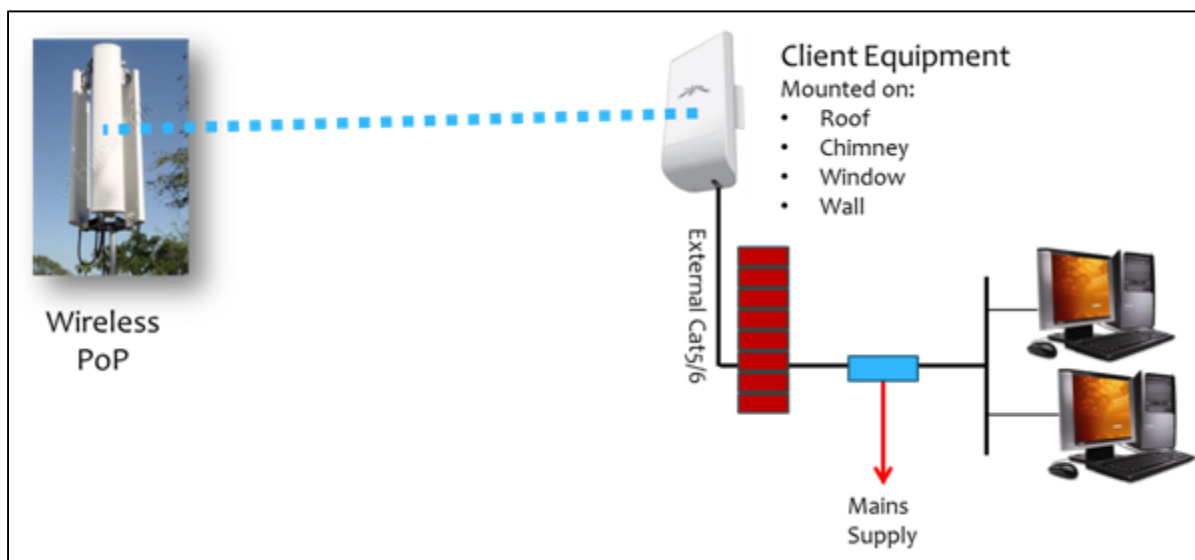 Client Equipment
Mounted on:
• Roof
• Chimney
• Window
• Wall
External Cat5/6
Wireless
PoP
Mains
Supply